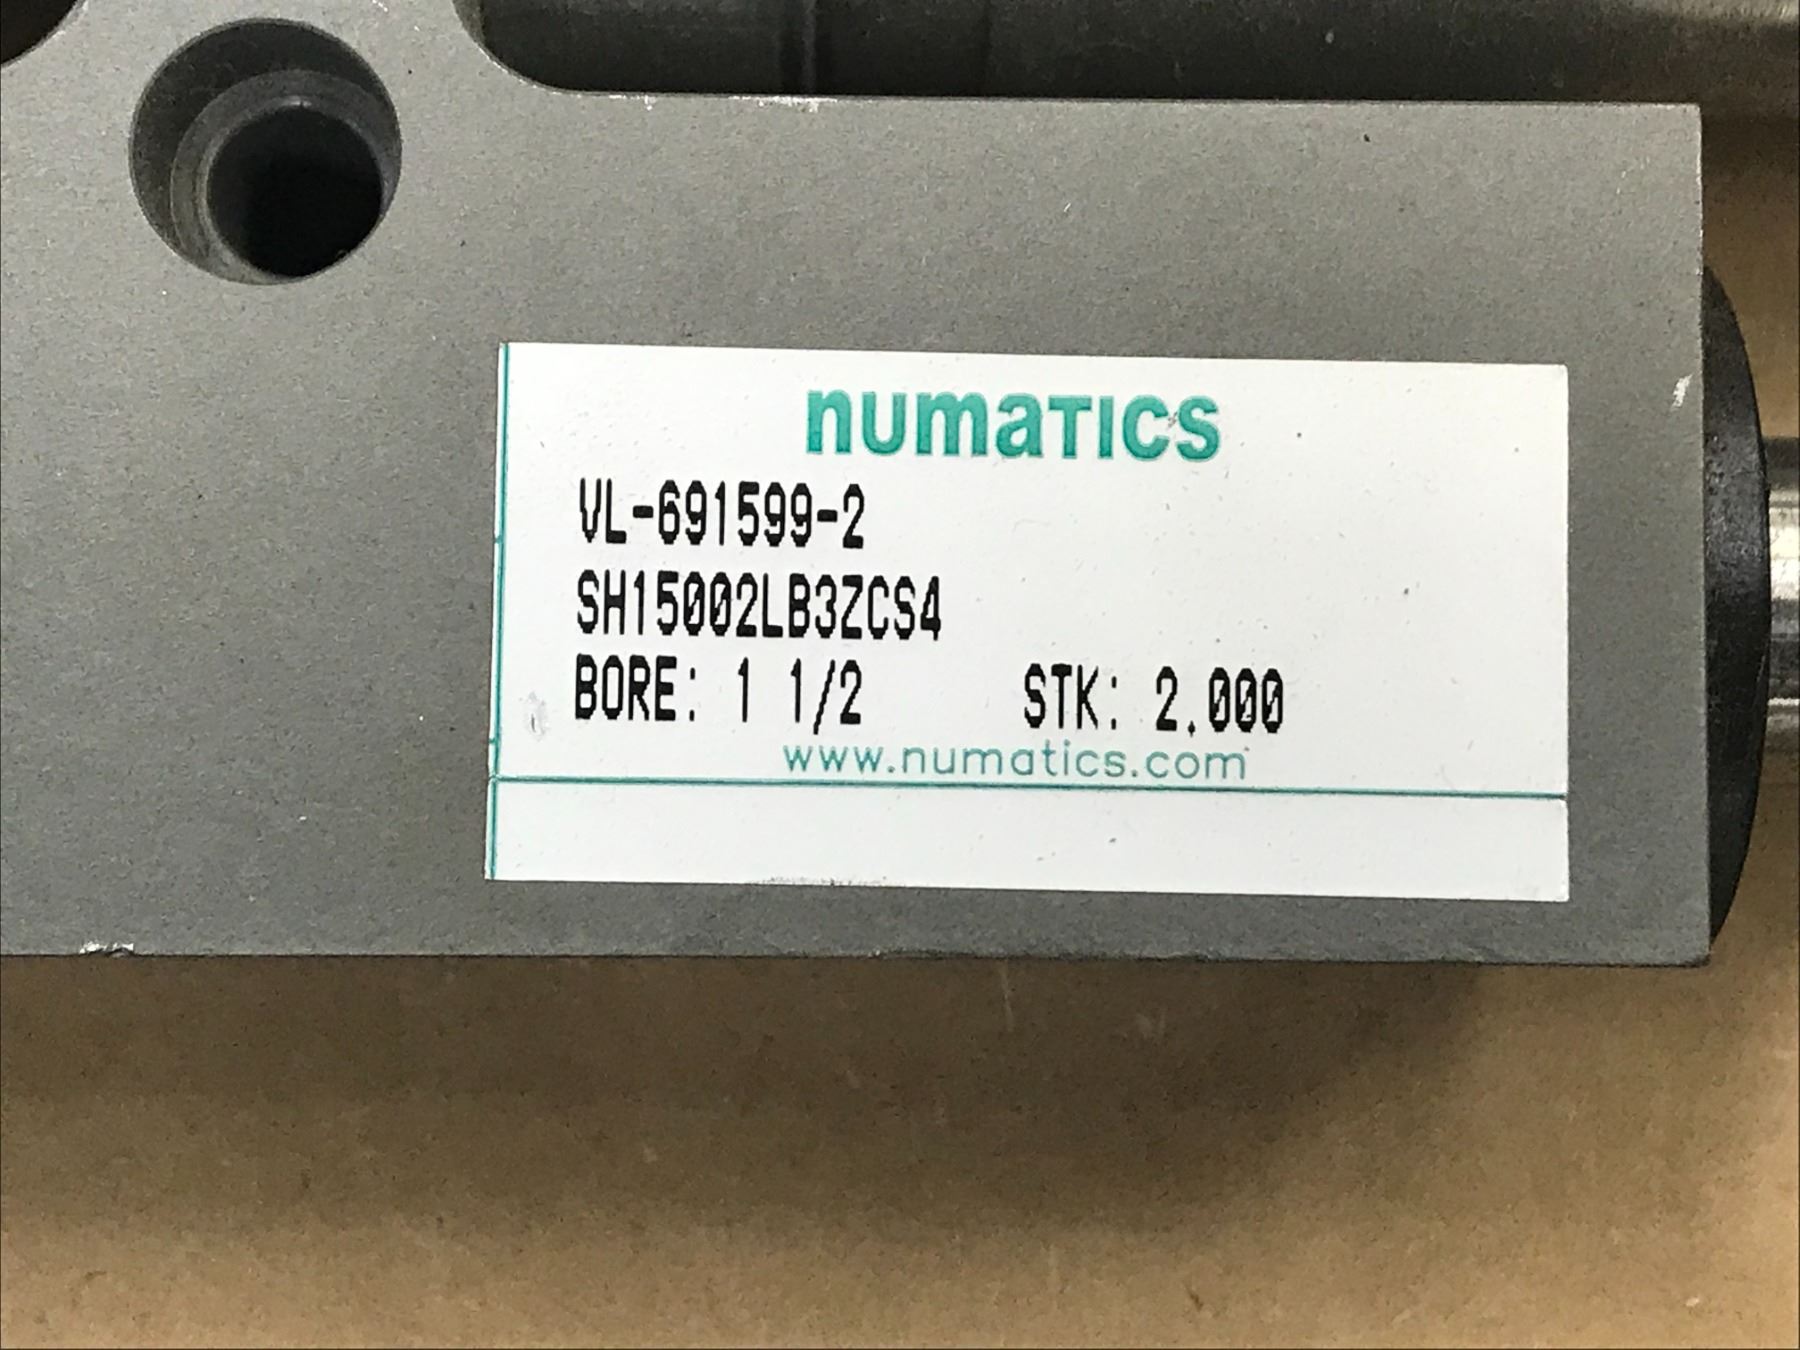 numatics
VL-691599-2
SH15002LB3ZCS4
BORE: 1 1/2 STK: 2.000
www.numatics.com